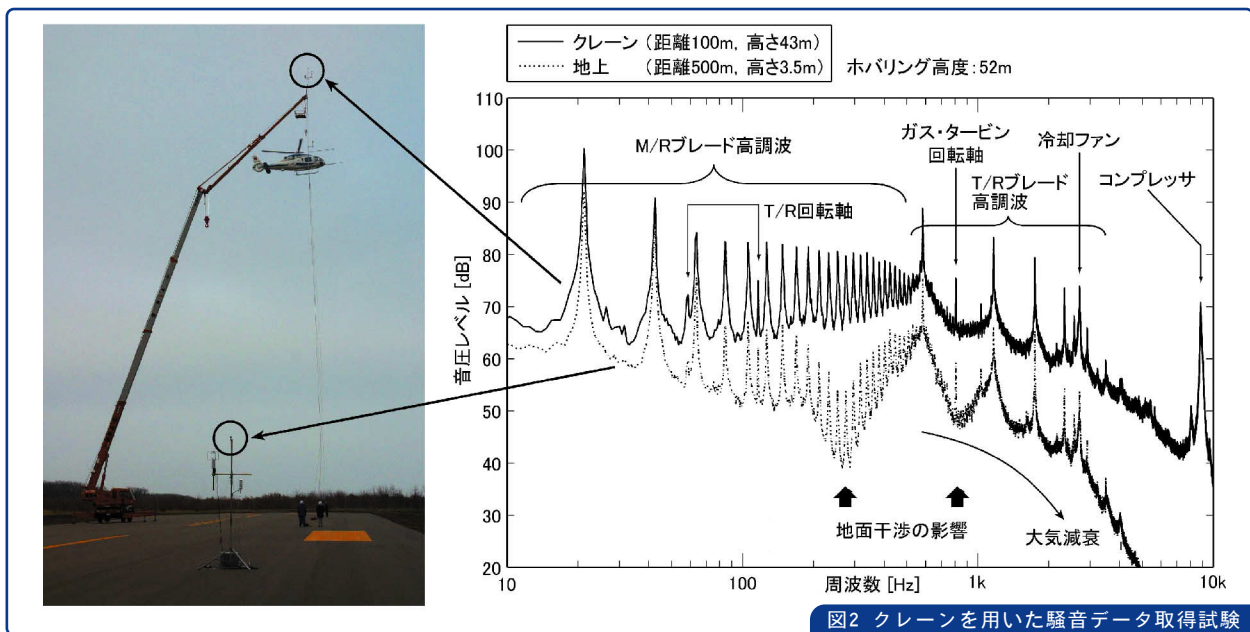 クレーン (距離100m, 高さ43m)
地上 (距離500m, 高さ3.5m)
ホバリング高度:52m
110
100
90
80
70
60
50
40
30
20
音圧レベル [dB]
M/Rブレード高調波
T/R回転軸
ガス・タービン
回転軸
冷却ファン
T/Rブレード
高調波
コンプレッサ
地面干渉の影響
大気減衰
10
100
1k
10k
周波数 [Hz]
図2 クレーンを用いた騒音データ取得試験